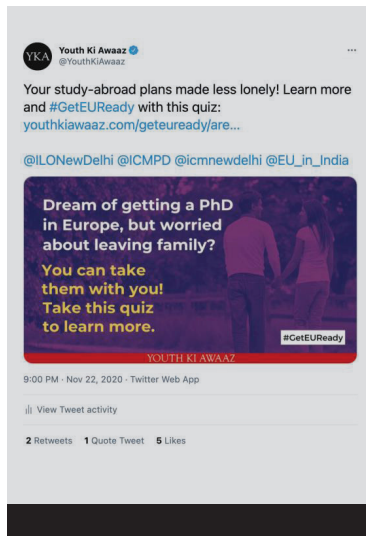 YKA
Youth Ki Awaaz
@YouthKiAwaaz
Your study-abroad plans made less lonely! Learn more
and #GetEUReady with this quiz:
youthkiawaaz.com/geteuready/are...
@ILONewDelhi @ICMPD @icmnewdelhi @EU_in_India
Dream of getting a PhD
in Europe, but worried
about leaving family?
You can take
them with you!
Take this quiz
to learn more.
#GetEUReady
YOUTH KI AWAAZ
9:00 PM · Nov 22, 2020 · Twitter Web App
View Tweet activity
2 Retweets 1 Quote Tweet 5 Likes